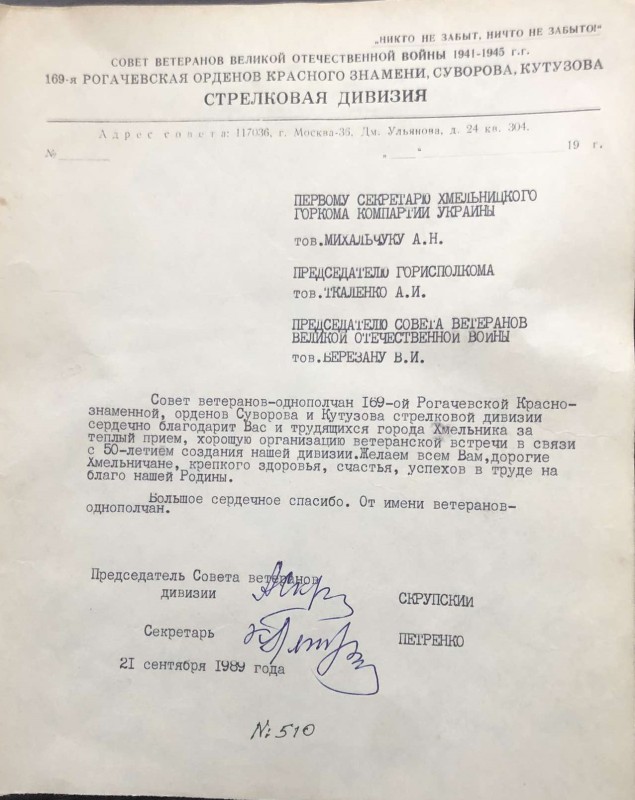 „НИКТО НЕ ЗАБЫТ, НИЧТО НЕ ЗАБЫТО!"
СОВЕТ ВЕТЕРАНОВ ВЕЛИКОЙ ОТЕЧЕСТВЕННОЙ ВОЙНЫ 1941-1945 г.г.
169-я РОГАЧЕВСКАЯ ОРДЕНОВ КРАСНОГО ЗНАМЕНИ, СУВОРОВА, КУТУЗОВА
СТРЕЛКОВАЯ ДИВИЗИЯ
Адрес совета: 117036, г. Москва-36, Дм. Ульянова, д. 24 кв. 304.
№ „ " 19 г.
ПЕРВОМУ СЕКРЕТАРЮ ХМЕЛЬНИЦКОГО
ГОРКОМА КОМПАРТИИ УКРАИНЫ
тов.МИХАЛЬЧУКУ А.Н.
ПРЕДСЕДАТЕЛЮ ГОРИСПОЛКОМА
тов.ТКАЛЕНКО А.И.
ПРЕДСЕДАТЕЛЮ СОВЕТА ВЕТЕРАНОВ
ВЕЛИКОЙ ОТЕЧЕСТВЕННОЙ ВОЙНЫ
тов.БЕРЕЗАНУ В.И.
Совет ветеранов-однополчан I69-ой Рогачевской Красно-
знаменной, орденов Суворова и Кутузова стрелковой дивизии
сердечно благодарит Вас и трудящихся города Хмельника за
теплый прием, хорошую организацию ветеранской встречи в связи
с 50-летием создания нашей дивизии.Желаем всем Вам,дорогие
Хмельничане, крепкого здоровья, счастья, успехов в труде на
благо нашей Родины.
Большое сердечное спасибо. От имени ветеранов-
однополчан.
Председатель Совета ветеранов
дивизии СКРУПСКИЙ
Секретарь ПЕТРЕНКО
2I сентября I989 года
№ 510